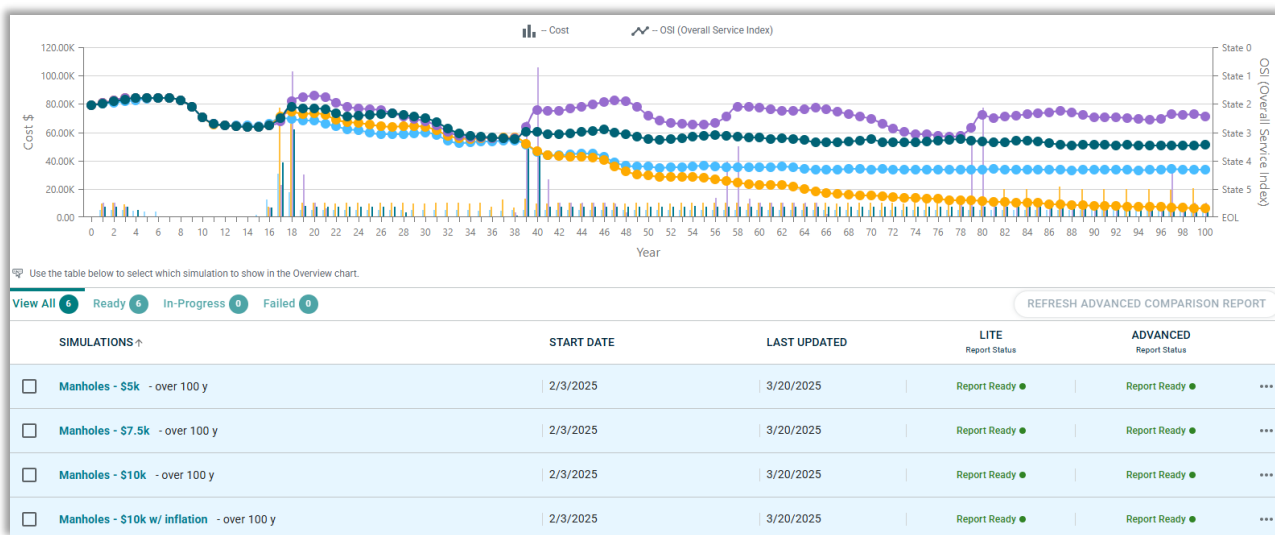 – Cost – OSI (Overall Service Index)
120.00K
100.00K
80.00K
60.00K
40.00K
20.00K
0.00
Cost $
State 0
State 1
State 2
State 3
State 4
State 5
EOL
OSI (Overall Service Index)
0 2 4 6 8 10 12 14 16 18 20 22 24 26 28 30 32 34 36 38 40 42 44 46 48 50 52 54 56 58 60 62 64 66 68 70 72 74 76 78 80 82 84 86 88 90 92 94 96 98 100
Year
Use the table below to select which simulation to show in the Overview chart.
View All 6 Ready 6 In-Progress 0 Failed 0 REFRESH ADVANCED COMPARISON REPORT
SIMULATIONS↑ START DATE LAST UPDATED LITE ADVANCED
Report Status Report Status
Manholes - $5k - over 100 y 2/3/2025 3/20/2025 Report Ready Report Ready
Manholes - $7.5k - over 100 y 2/3/2025 3/20/2025 Report Ready Report Ready
Manholes - $10k - over 100 y 2/3/2025 3/20/2025 Report Ready Report Ready
Manholes - $10k w/ inflation - over 100 y 2/3/2025 3/20/2025 Report Ready Report Ready